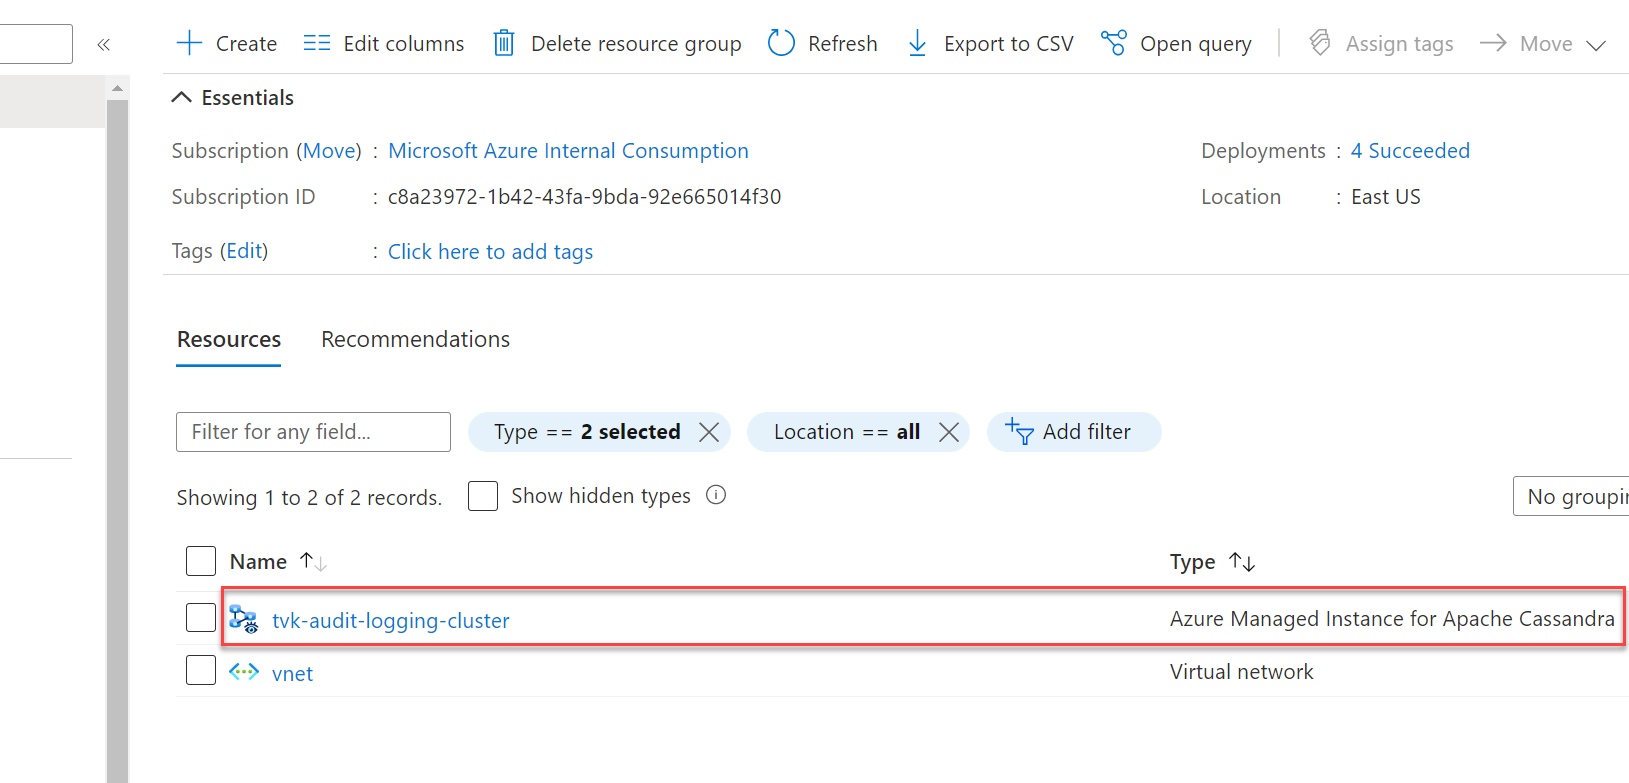 Create Edit columns Delete resource group Refresh Export to CSV Open query Assign tags Move
Essentials
Subscription (Move) : Microsoft Azure Internal Consumption Deployments : 4 Succeeded
Subscription ID : c8a23972-1b42-43fa-9bda-92e665014f30 Location : East US
Tags (Edit) : Click here to add tags
Resources Recommendations
Filter for any field... Type == 2 selected Location == all Add filter
Showing 1 to 2 of 2 records. Show hidden types No groupin
Name Type
tvk-audit-logging-cluster Azure Managed Instance for Apache Cassandra
vnet Virtual network